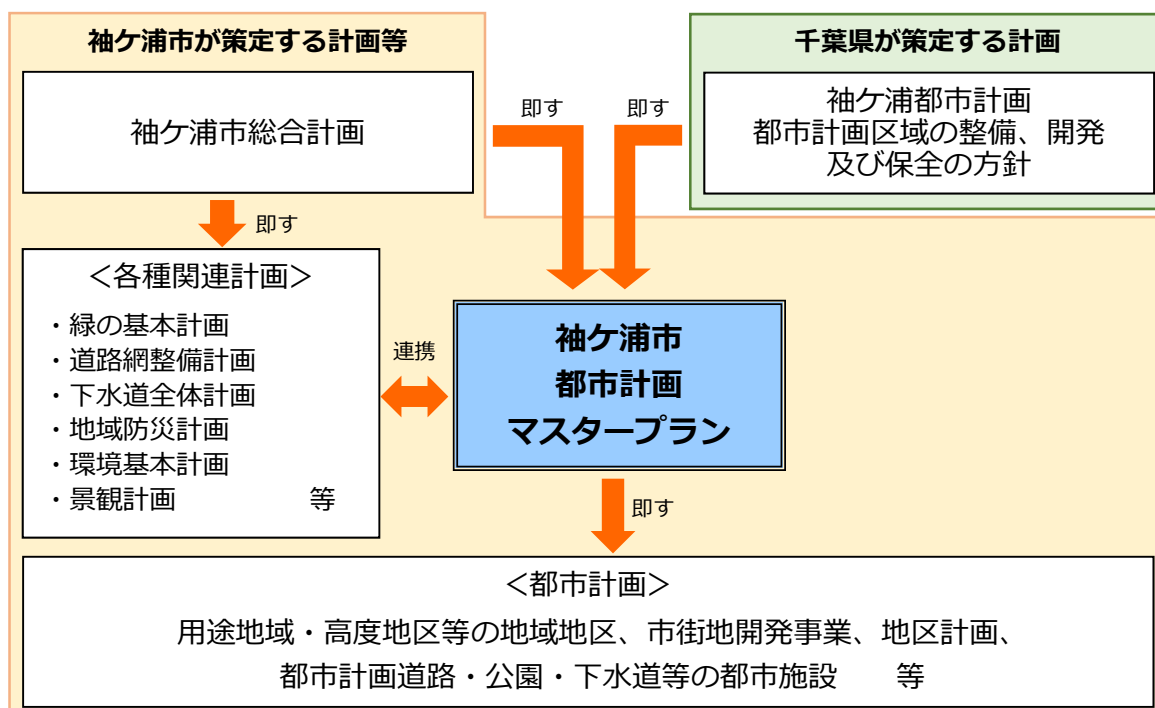 袖ケ浦市が策定する計画等
千葉県が策定する計画
袖ケ浦市総合計画
即す
即す
袖ケ浦都市計画
都市計画区域の整備、開発
及び保全の方針
即す
＜各種関連計画＞
・緑の基本計画
・道路網整備計画
・下水道全体計画
・地域防災計画
・環境基本計画
・景観計画 等
連携
袖ケ浦市
都市計画
マスタープラン
即す
＜都市計画＞
用途地域・高度地区等の地域地区、市街地開発事業、地区計画、
都市計画道路・公園・下水道等の都市施設 等